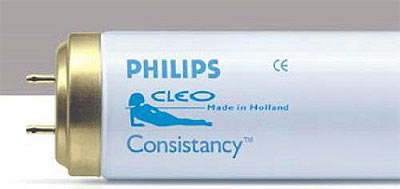 PHILIPS CE
CLEO
Made in Holland
Consistancy™